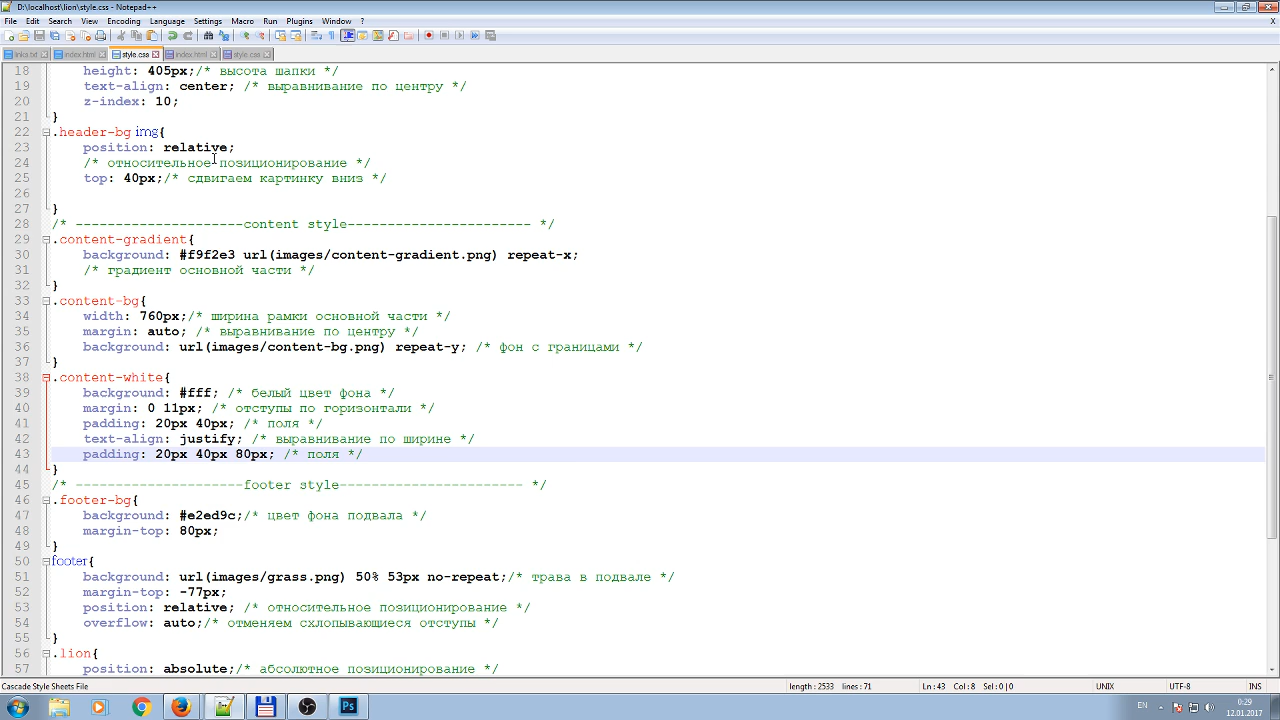 D:\localhost\lion\style.css - Notepad++
File Edit Search View Encoding Language Settings Macro Run Plugins Window ? X
links.txt index.html style.css index.html style.css
18 height: 405px;/* высота шапки */
19 text-align: center; /* выравнивание по центру */
20 z-index: 10;
21 }
22 .header-bg img{
23 position: relative;
24 /* относительное позиционирование */
25 top: 40px;/* сдвигаем картинку вниз */
26
27 }
28 /* ---------------------content style----------------------- */
29 .content-gradient{
30 background: #f9f2e3 url(images/content-gradient.png) repeat-x;
31 /* градиент основной части */
32 }
33 .content-bg{
34 width: 760px;/* ширина рамки основной части */
35 margin: auto; /* выравнивание по центру */
36 background: url(images/content-bg.png) repeat-y; /* фон с границами */
37 }
38 .content-white{
39 background: #fff; /* белый цвет фона */
40 margin: 0 11px; /* отступы по горизонтали */
41 padding: 20px 40px; /* поля */
42 text-align: justify; /* выравнивание по ширине */
43 padding: 20px 40px 80px; /* поля */
44 }
45 /* ---------------------footer style----------------------- */
46 .footer-bg{
47 background: #e2ed9c;/* цвет фона подвала */
48 margin-top: 80px;
49 }
50 footer{
51 background: url(images/grass.png) 50% 53px no-repeat;/* трава в подвале */
52 margin-top: -77px;
53 position: relative; /* относительное позиционирование */
54 overflow: auto;/* отменяем схлопывающиеся отступы */
55 }
56 .lion{
57 position: absolute;/* абсолютное позиционирование */
Cascade Style Sheets File length : 2533 lines : 71 Ln : 43 Col : 8 Sel : 0 | 0 UNIX UTF-8 INS
Ps EN 0:29
12.01.2017